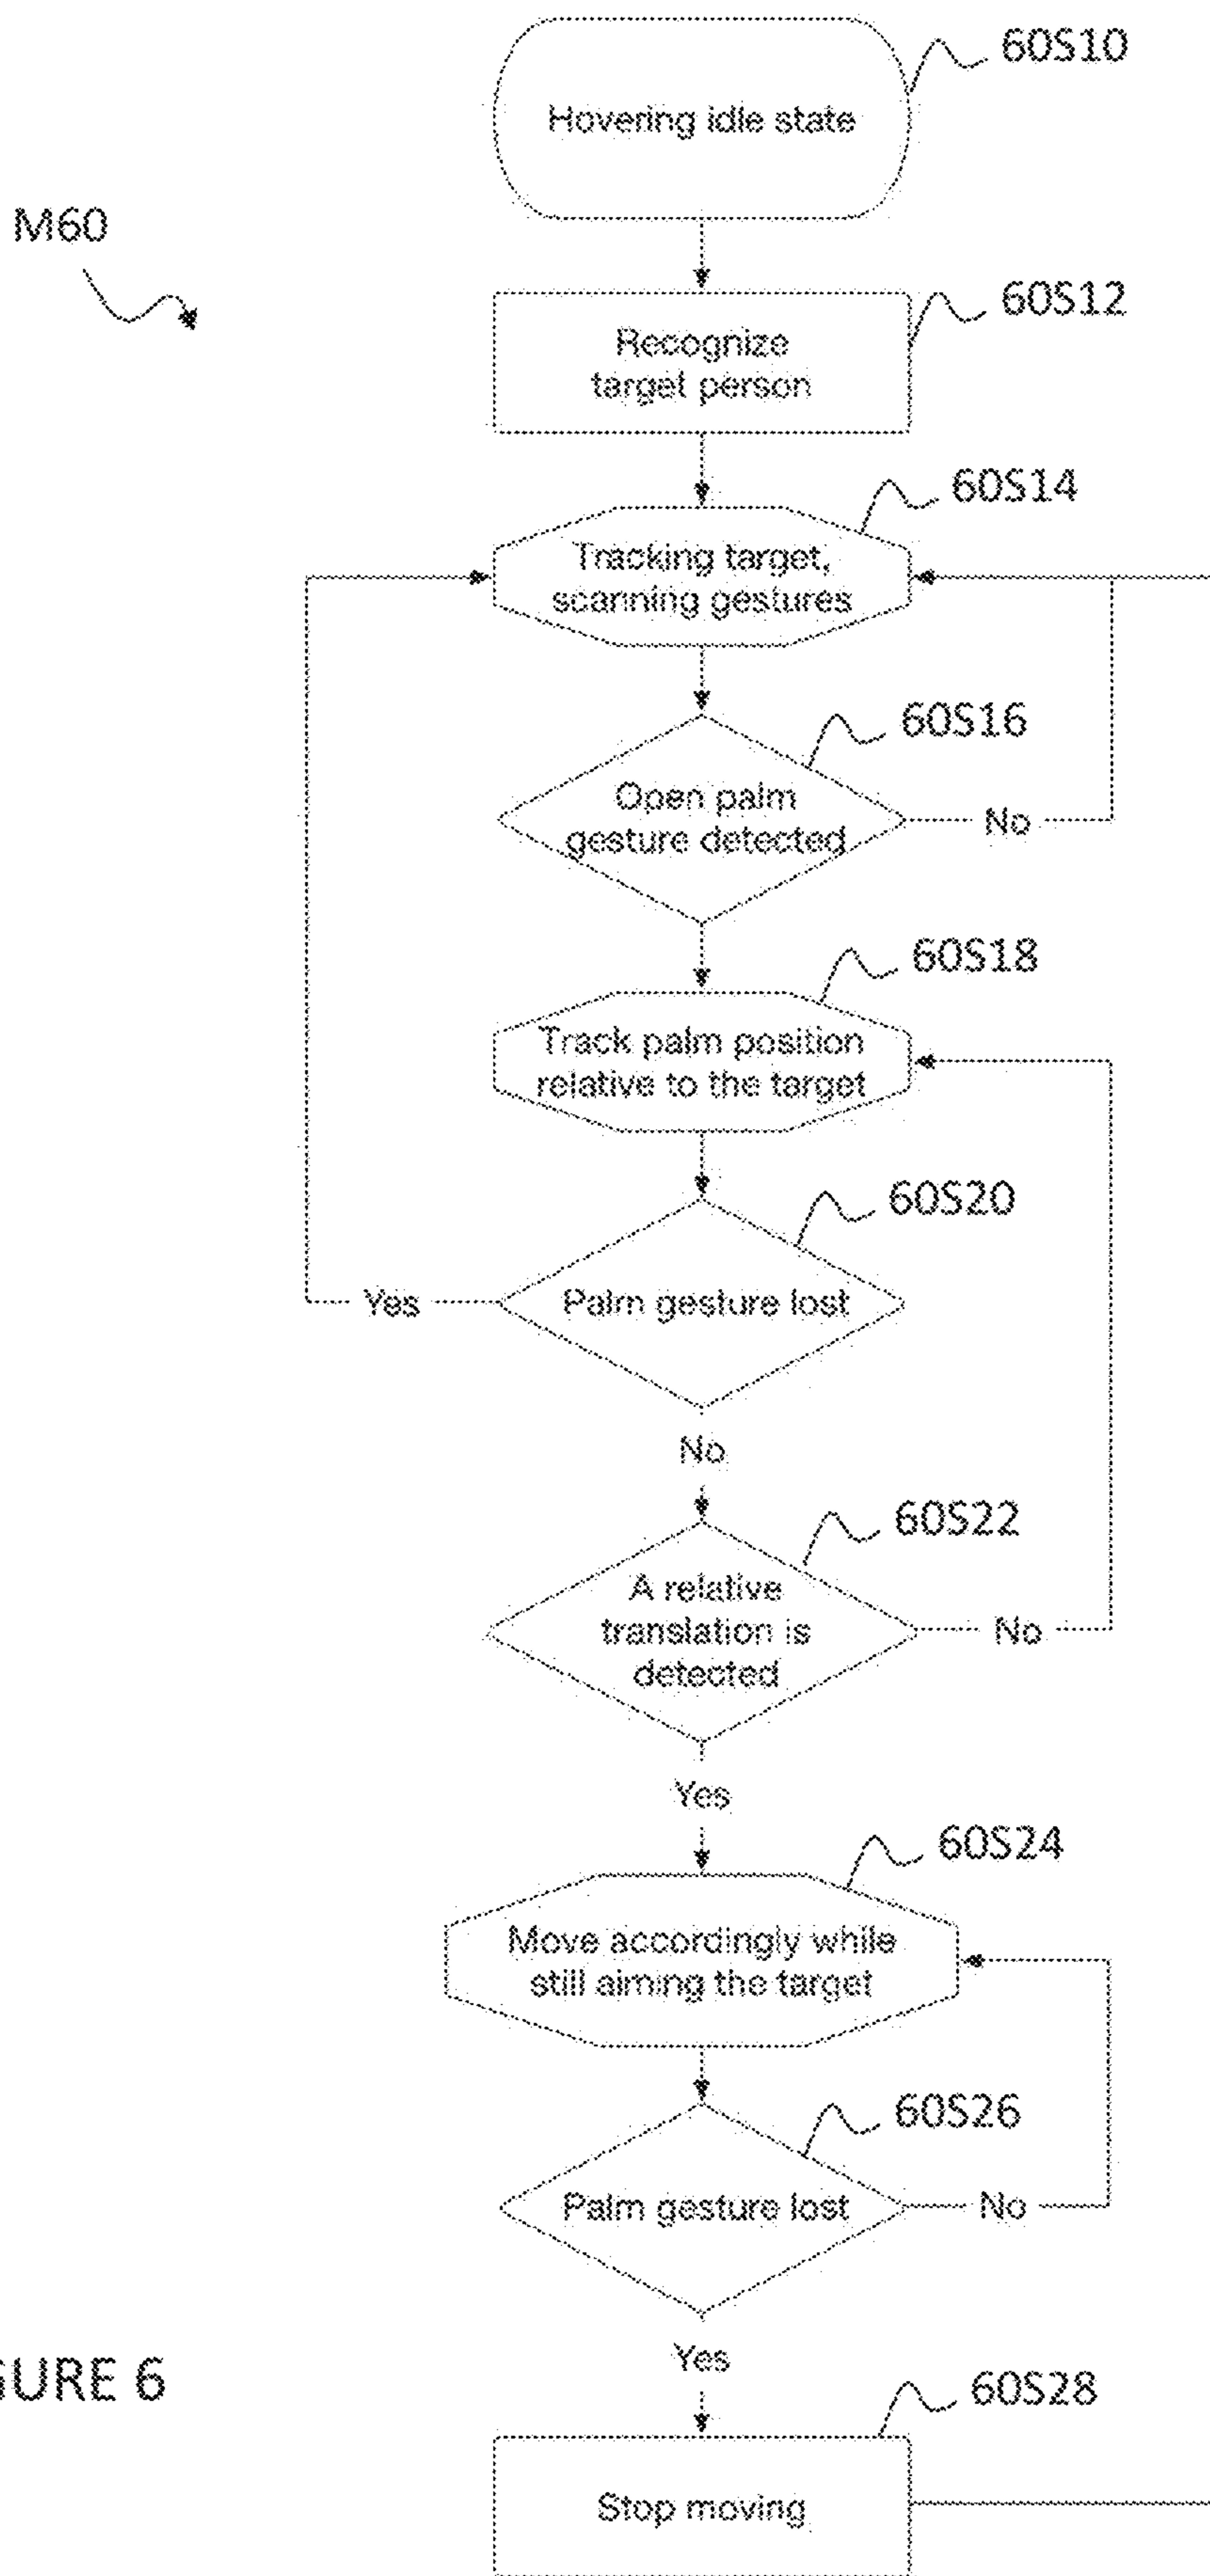 60S10
Hovering idle state
M60
60S12
Recognize
target person
60S14
Tracking target,
scanning gestures
60S16
Open palm
gesture detected
No
60S18
Track palm position
relative to the target
60S20
Palm gesture lost
Yes
No
60S22
A relative
translation is
detected
No
Yes
60S24
Move accordingly while
still aiming the target
60S26
Palm gesture lost
No
Yes
GURE 6
60S28
Stop moving